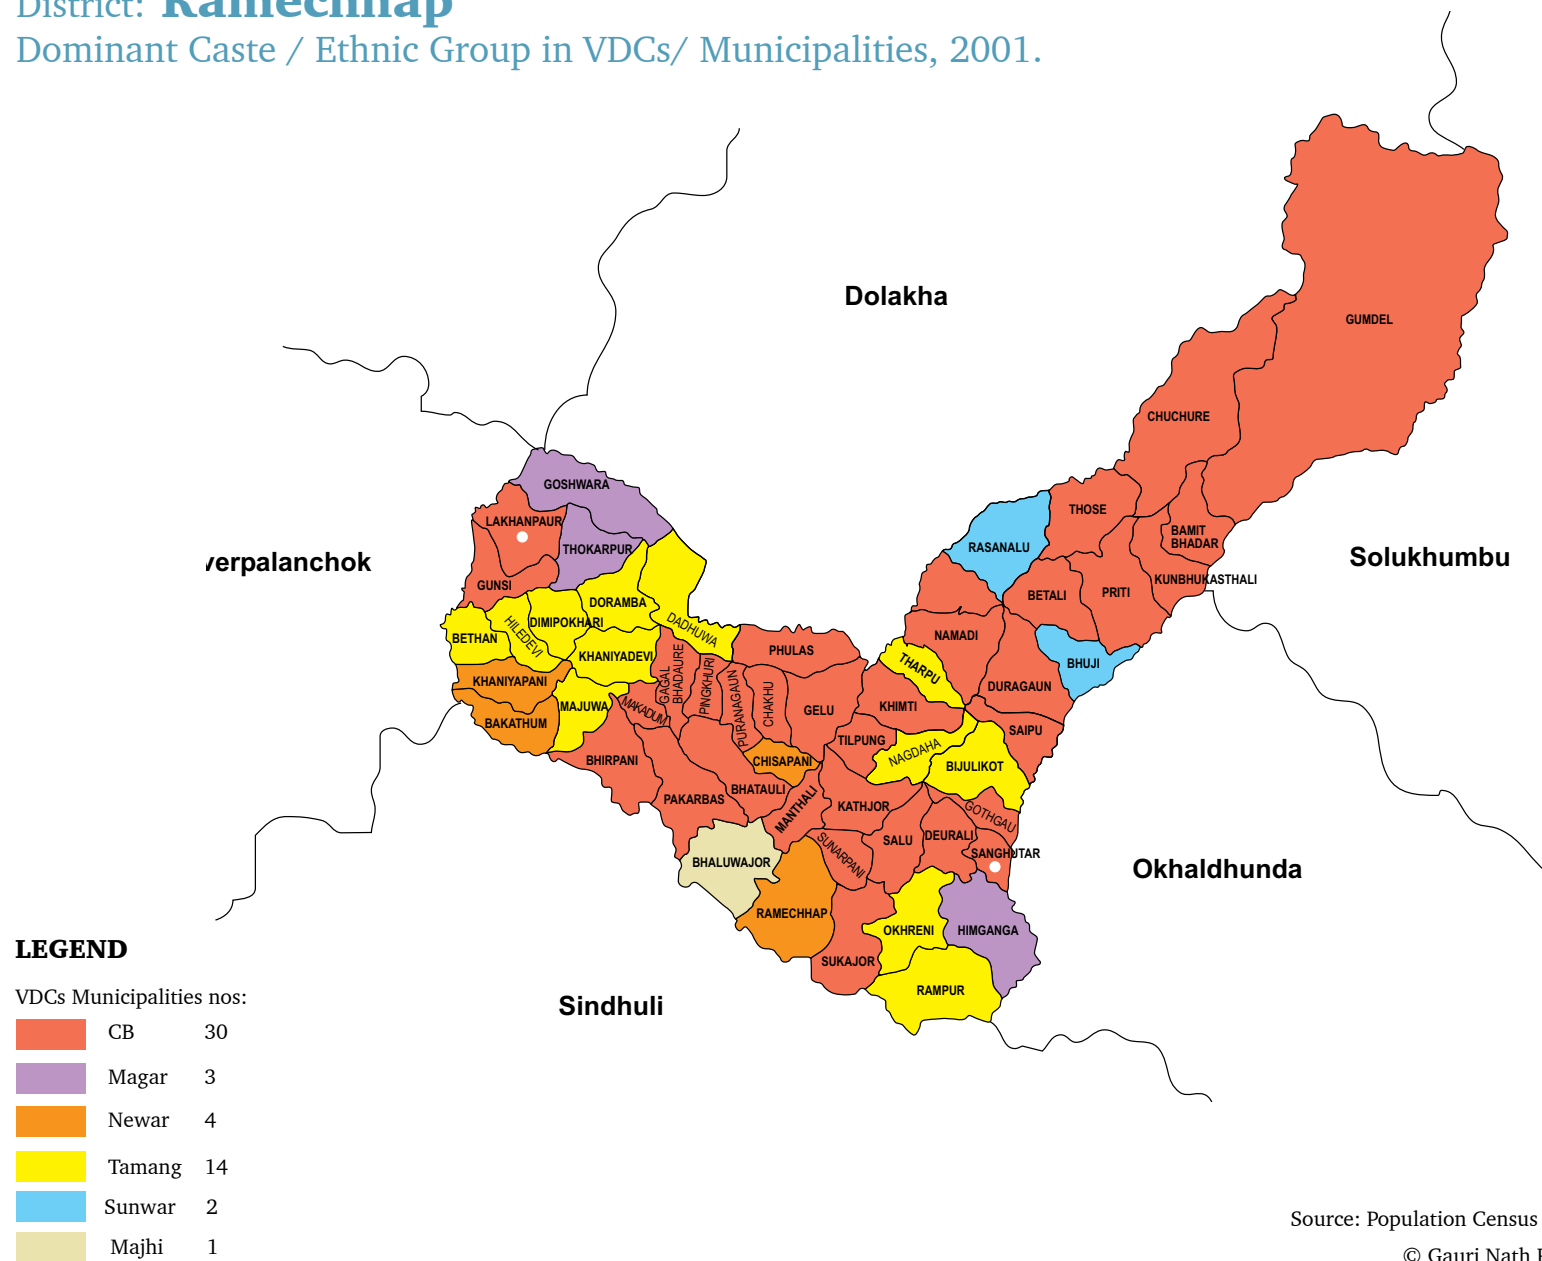 District: Ramechhap
Dominant Caste / Ethnic Group in VDCs/ Municipalities, 2001.
Dolakha
GUMDEL
CHUCHURE
GOSHWARA
THOSE
LAKHANPAUR
BAMIT
BHADAR
THOKARPUR
RASANALU
verpalanchok
Solukhumbu
KUNBHUKASTHALI
GUNSI
BETALI
PRITI
DORAMBA
DIMIPOKHARI
HILEDEVI
BETHAN
DADHUWA
NAMADI
PHULAS
KHANIYADEVI
THARPU
BHUJI
GAGAL
BHADAURE
PINGKHURI
PURANAGAUN
CHAKHU
KHANIYAPANI
DURAGAUN
MAJUWA
MAKADUM
GELU
KHIMTI
BAKATHUM
SAIPU
TILPUNG
NAGDAHA
BHIRPANI
CHISAPANI
BIJULIKOT
PAKARBAS
BHATAULI
MANTHALI
KATHJOR
GOTHGAU
SALU
DEURALI
SUNARPANI
SANGHUTAR
BHALUWAJOR
Okhaldhunda
RAMECHHAP
OKHRENI
HIMGANGA
SUKAJOR
RAMPUR
Sindhuli
LEGEND
VDCs Municipalities nos:
CB 30
Magar 3
Newar 4
Tamang 14
Sunwar 2
Majhi 1
Source: Population Census
© Gauri Nath